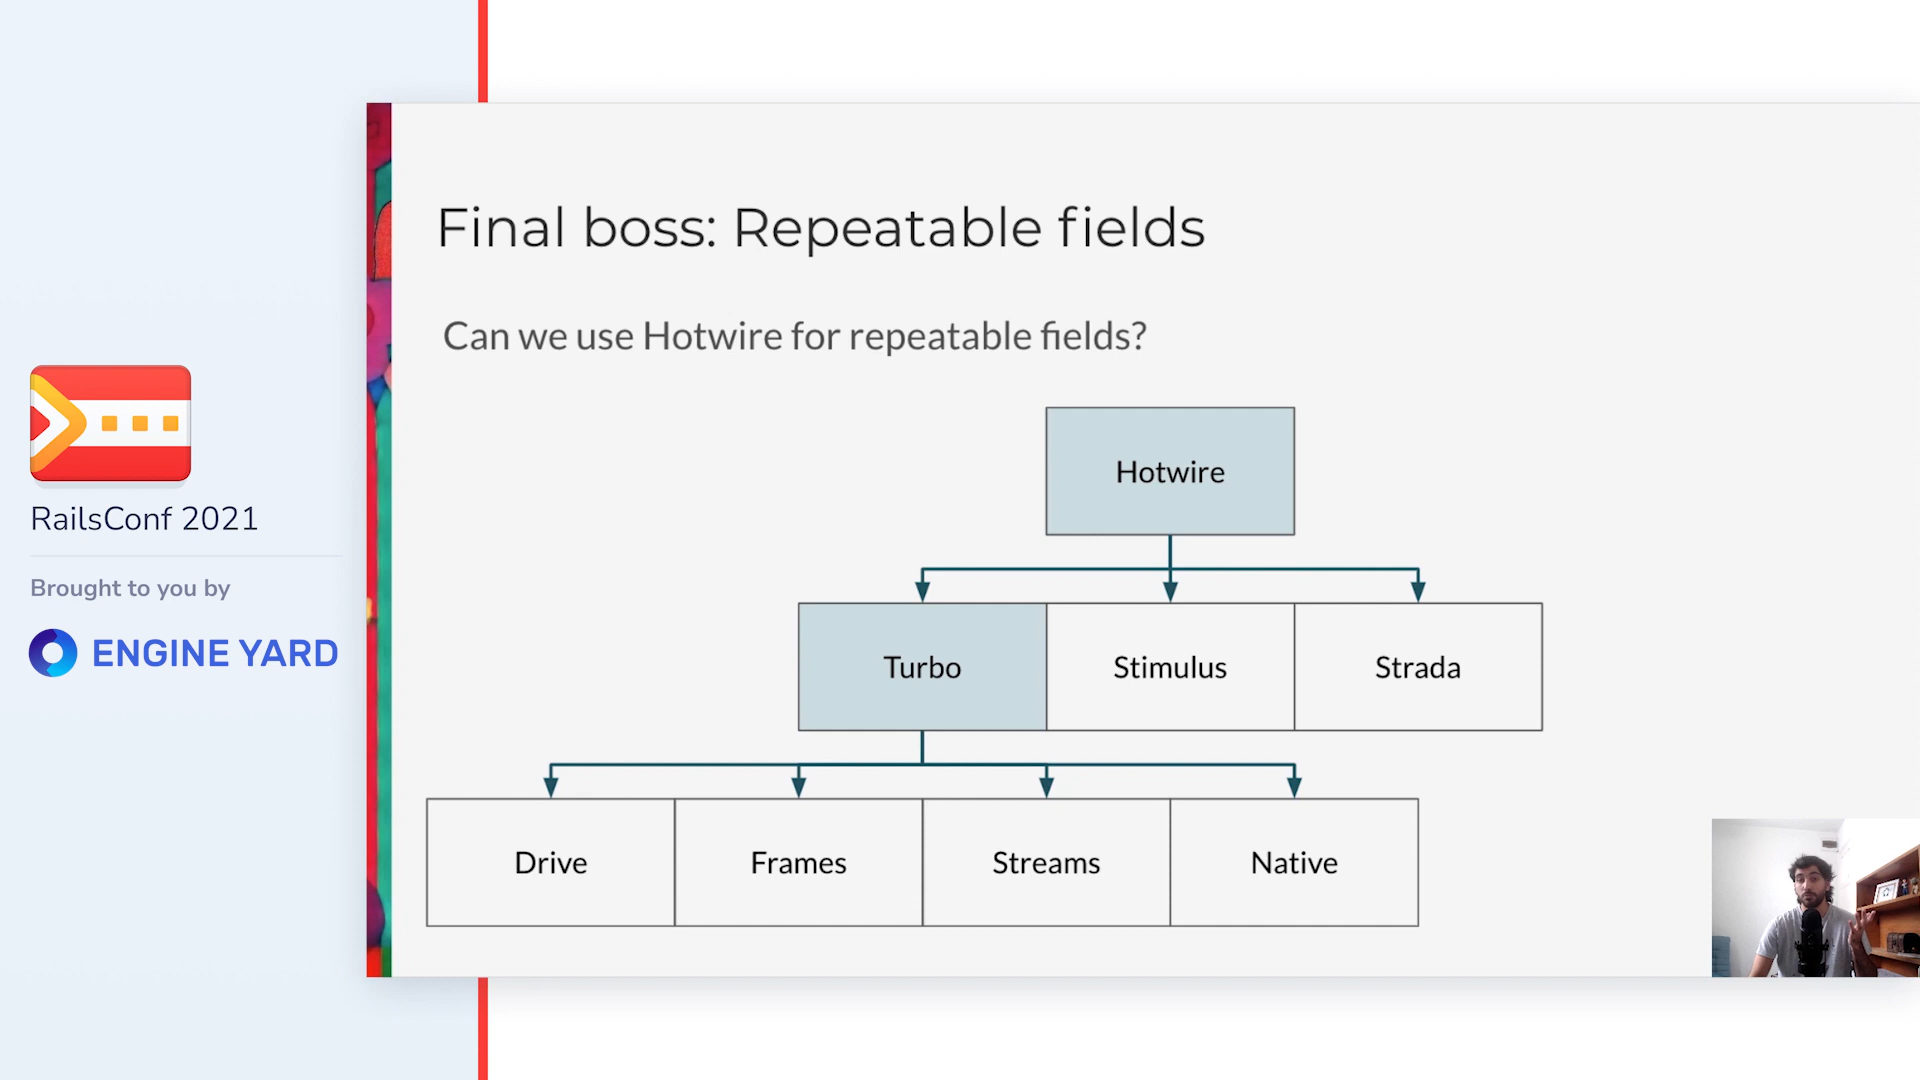 RailsConf 2021
Brought to you by
ENGINE YARD
Final boss: Repeatable fields
Can we use Hotwire for repeatable fields?
Hotwire
Turbo
Stimulus
Strada
Drive
Frames
Streams
Native